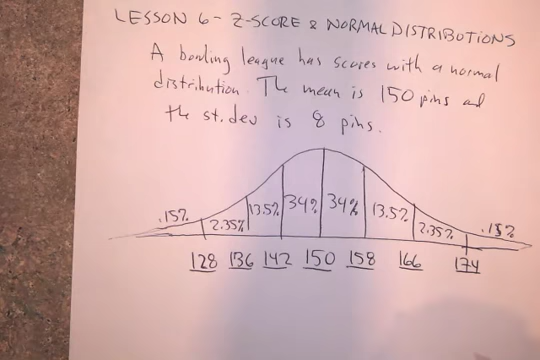 LESSON 6 - Z-SCORE & NORMAL DISTRIBUTIONS
A bowling league has scores with a normal
distribution. The mean is 150 pins and
the st. dev is 8 pins.
.15% 2.35% 13.5% 34% 34% 13.5% 2.35% .15%
128 136 142 150 158 166 174